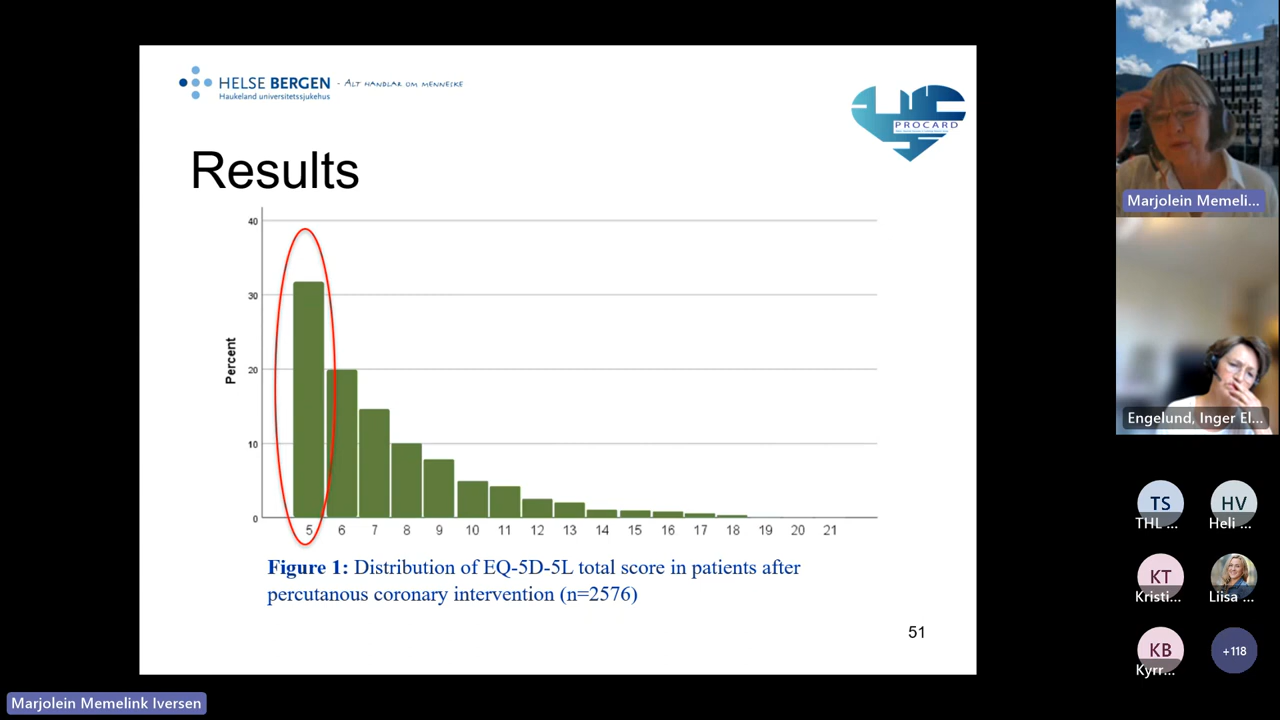 HELSE BERGEN - ALT HANDLAR OM MENNESKE
Haukeland universitetssjukehus
PROCARD
Results
40
30
20
10
0
Percent
5 6 7 8 9 10 11 12 13 14 15 16 17 18 19 20 21
Figure 1: Distribution of EQ-5D-5L total score in patients after
percutanous coronary intervention (n=2576)
51
Marjolein Memeli...
Engelund, Inger El...
TS HV
THL ... Heli ...
KT
Kristi... Liisa ...
KB +118
Kyrr...
Marjolein Memelink Iversen